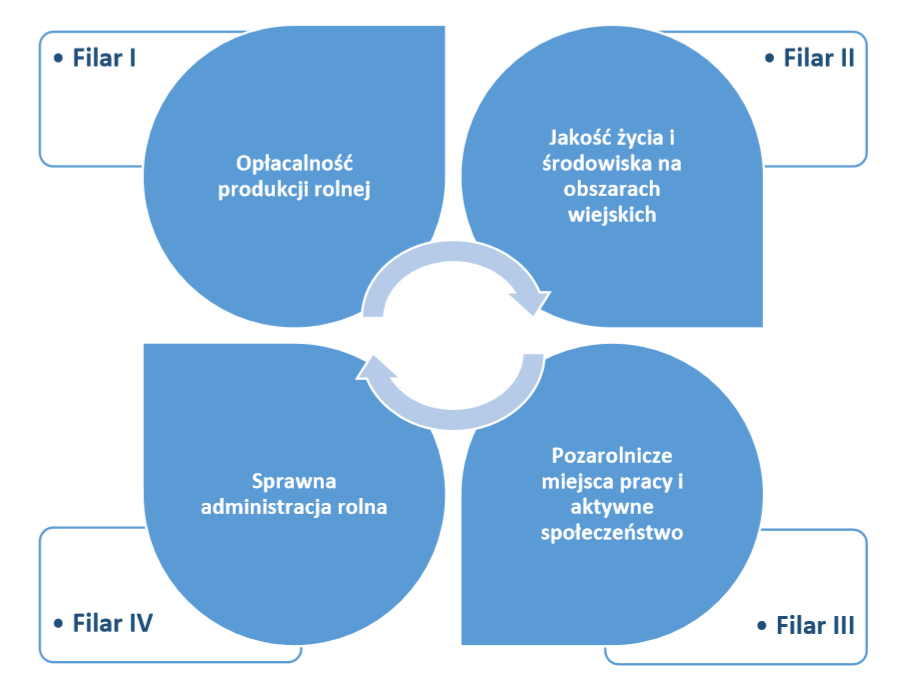 • Filar I
Opłacalność
produkcji rolnej
• Filar II
Jakość życia i
środowiska na
obszarach
wiejskich
Sprawna
administracja rolna
• Filar IV
Pozarolnicze
miejsca pracy i
aktywne
społeczeństwo
• Filar III